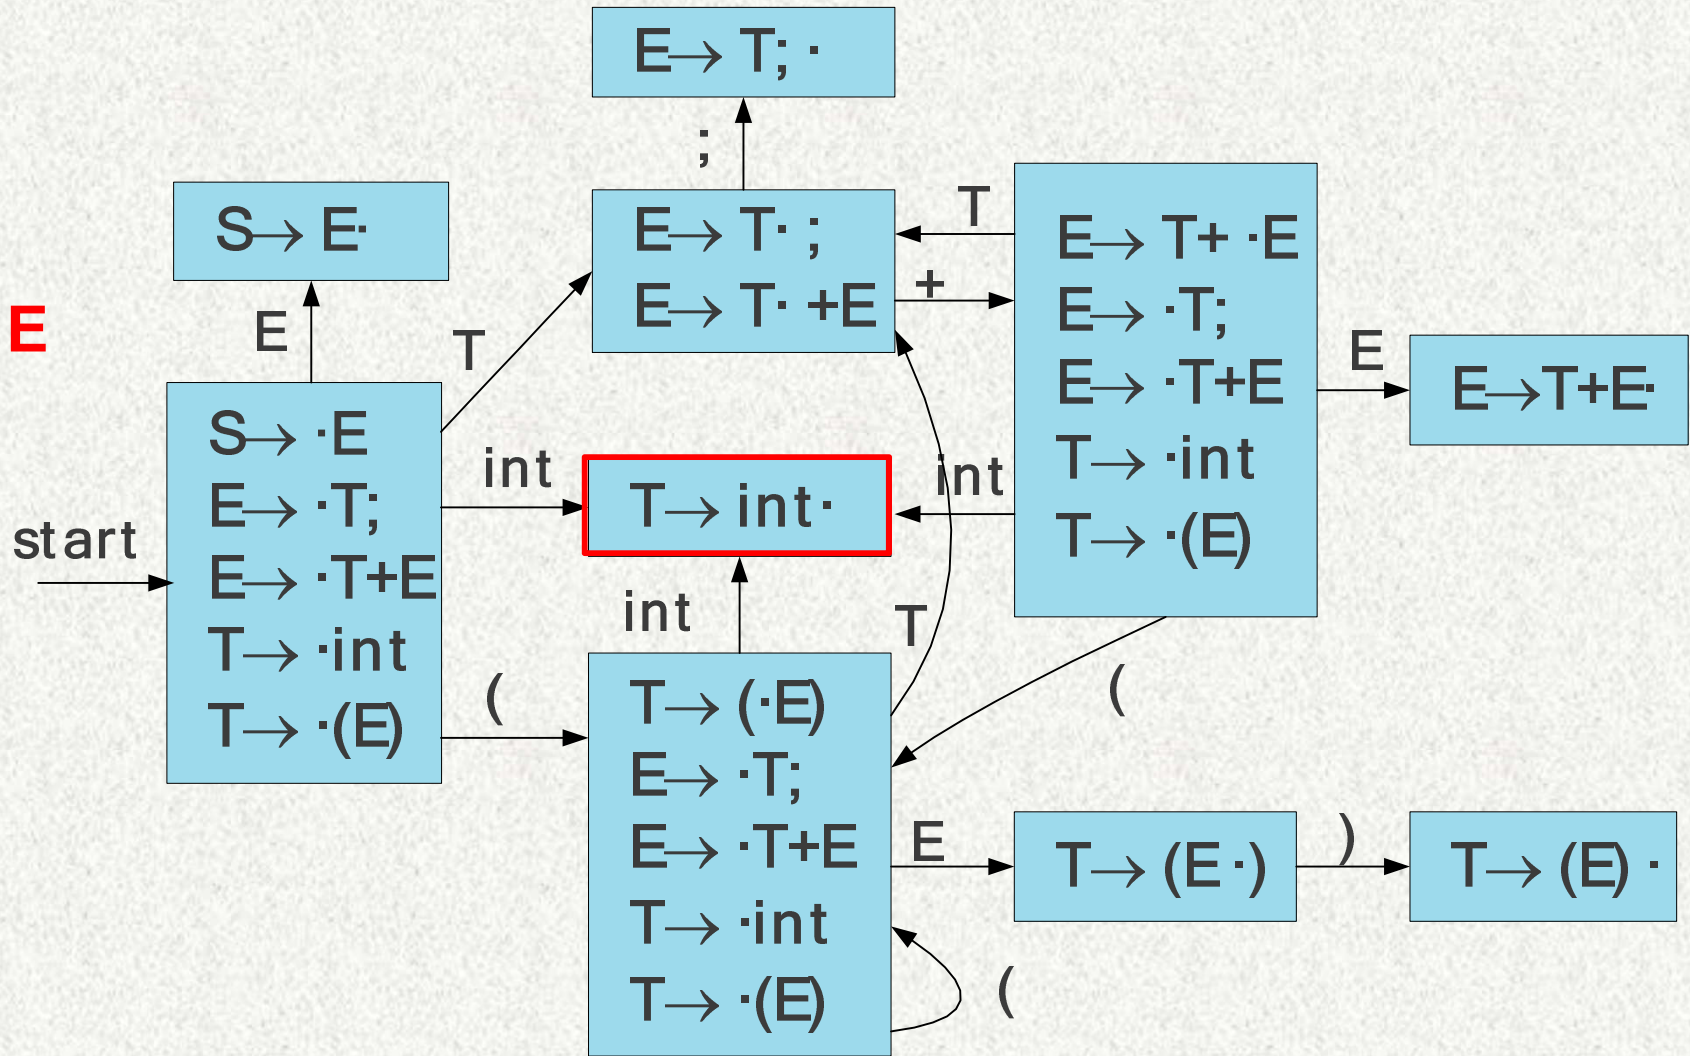 E→ T; ·
;
S→ E·
E→ T· ;
E→ T· +E
T
+
E→ T+ ·E
E→ ·T;
E→ ·T+E
T→ ·int
T→ ·(E)
E
E
T
E
E→T+E·
start
S→ ·E
E→ ·T;
E→ ·T+E
T→ ·int
T→ ·(E)
int
T→ int·
int
int
T
(
(
T→ (·E)
E→ ·T;
E→ ·T+E
T→ ·int
T→ ·(E)
E
T→ (E ·)
)
T→ (E) ·
(